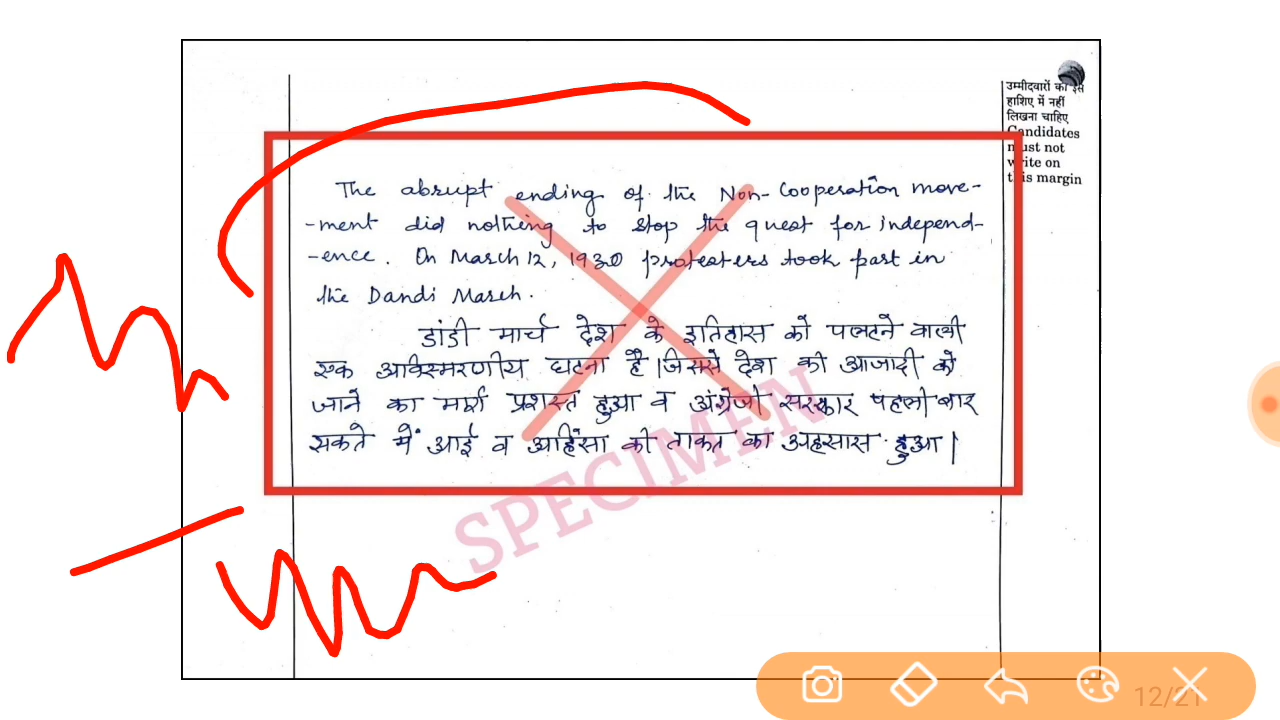 उम्मीदवारों को इस
हाशिए में नहीं
लिखना चाहिए
Candidates
must not
write on
this margin
The abrupt ending of the Non-Cooperation move-
-ment did nothing to stop the quest for independ-
-ence. On March 12, 1930 protesters took part in
the Dandi March.
डांडी मार्च देश के इतिहास को पलटने वाली
एक अविस्मरणीय घटना है। जिससे देश की आजादी को
जाने का मार्ग प्रशस्त हुआ व अंग्रेजी सरकार पहली बार
सकते में आई व अहिंसा की ताकत का अहसास हुआ।
SPECIMEN
12/21